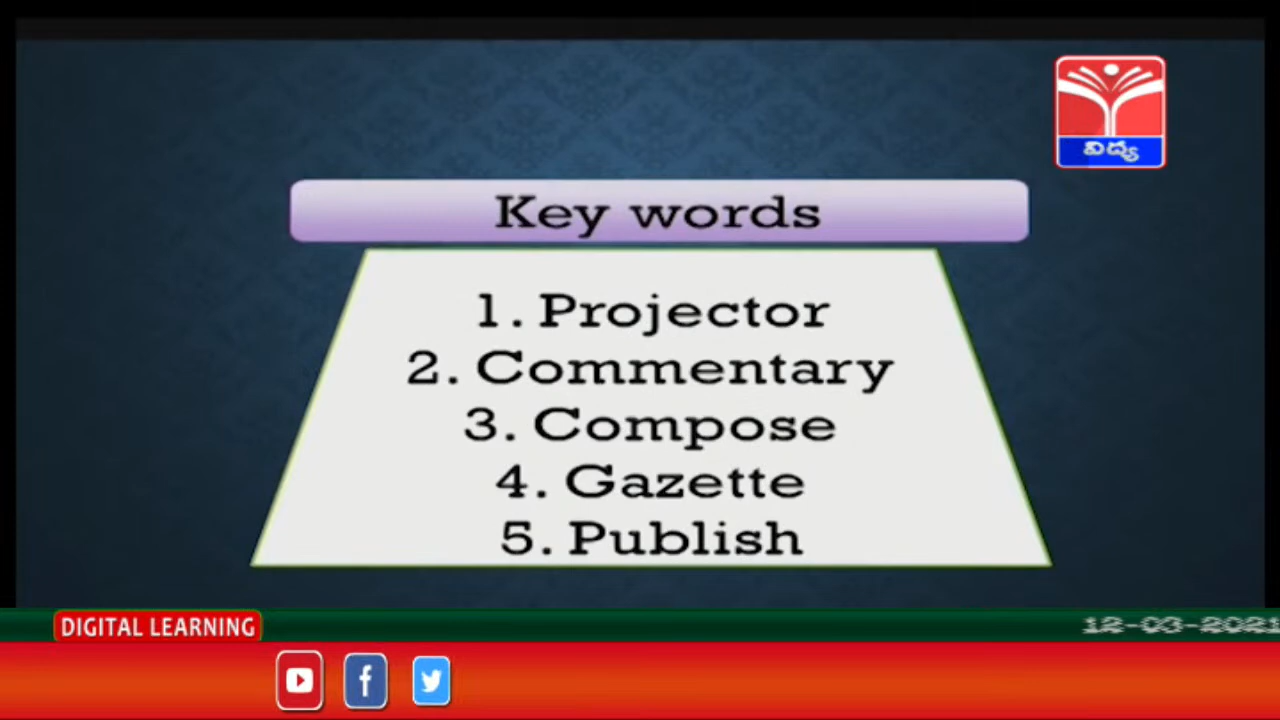 విద్య
Key words
1. Projector
2. Commentary
3. Compose
4. Gazette
5. Publish
DIGITAL LEARNING
12-03-2021